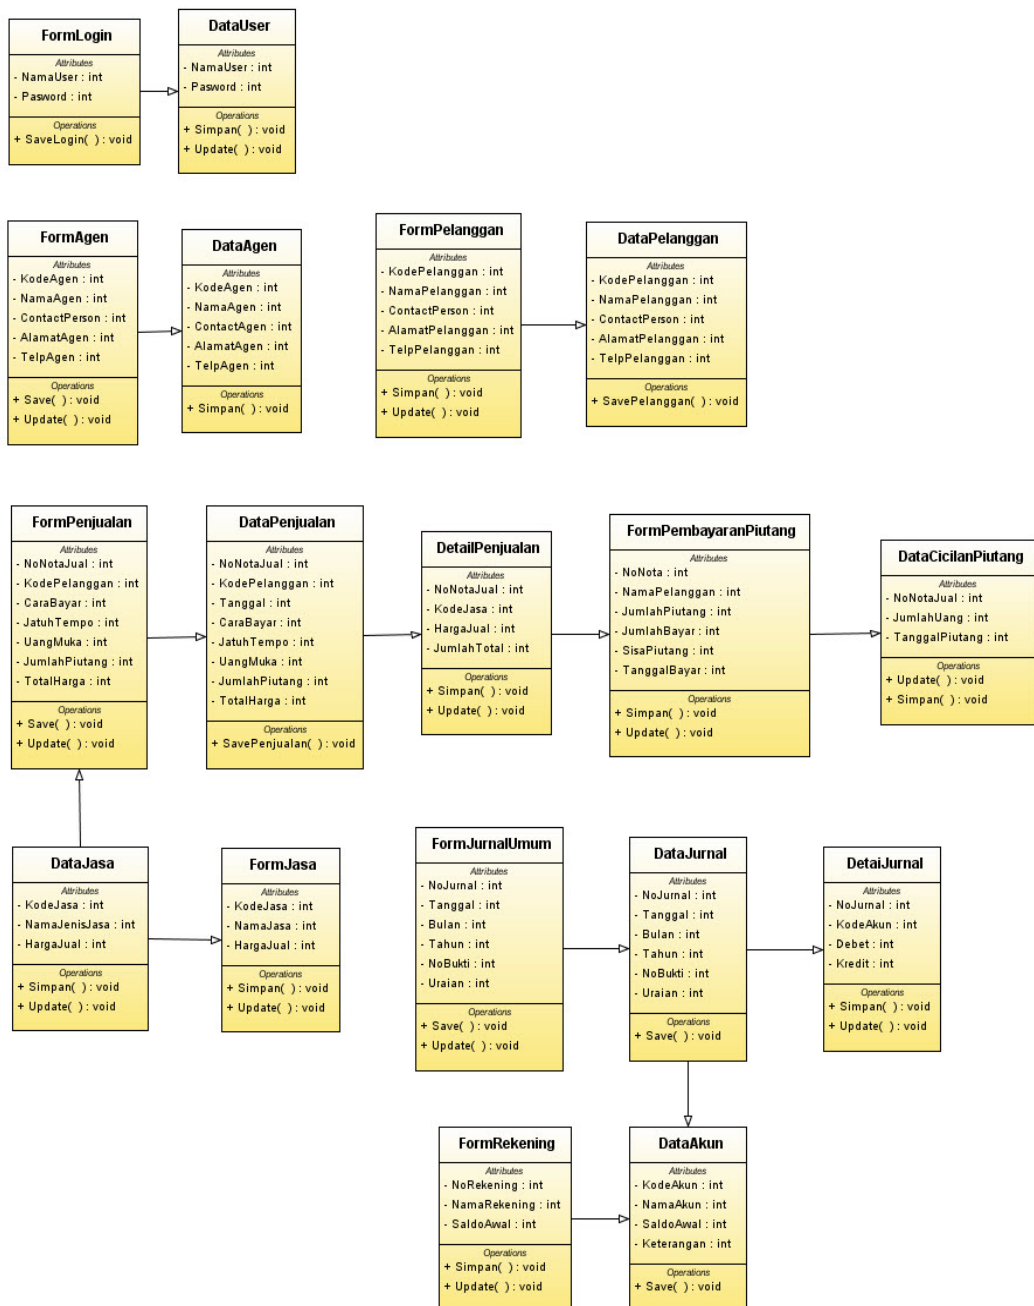 FormLogin
Attributes
- NamaUser : int
- Pasword : int
Operations
+ SaveLogin( ) : void
DataUser
Attributes
- NamaUser : int
- Pasword : int
Operations
+ Simpan( ) : void
+ Update( ) : void
FormAgen
Attributes
- KodeAgen : int
- NamaAgen : int
- ContactPerson : int
- AlamatAgen : int
- TelpAgen : int
Operations
+ Save( ) : void
+ Update( ) : void
DataAgen
Attributes
- KodeAgen : int
- NamaAgen : int
- ContactAgen : int
- AlamatAgen : int
- TelpAgen : int
Operations
+ Simpan( ) : void
FormPelanggan
Attributes
- KodePelanggan : int
- NamaPelanggan : int
- ContactPerson : int
- AlamatPelanggan : int
- TelpPelanggan : int
Operations
+ Simpan( ) : void
+ Update( ) : void
DataPelanggan
Attributes
- KodePelanggan : int
- NamaPelanggan : int
- ContactPerson : int
- AlamatPelanggan : int
- TelpPelanggan : int
Operations
+ SavePelanggan( ) : void
FormPenjualan
Attributes
- NoNotaJual : int
- KodePelanggan : int
- CaraBayar : int
- JatuhTempo : int
- UangMuka : int
- JumlahPiutang : int
- TotalHarga : int
Operations
+ Save( ) : void
+ Update( ) : void
DataPenjualan
Attributes
- NoNotaJual : int
- KodePelanggan : int
- Tanggal : int
- CaraBayar : int
- JatuhTempo : int
- UangMuka : int
- JumlahPiutang : int
- TotalHarga : int
Operations
+ SavePenjualan( ) : void
DetailPenjualan
Attributes
- NoNotaJual : int
- KodeJasa : int
- HargaJual : int
- JumlahTotal : int
Operations
+ Simpan( ) : void
+ Update( ) : void
FormPembayaranPiutang
Attributes
- NoNota : int
- NamaPelanggan : int
- JumlahPiutang : int
- JumlahBayar : int
- SisaPiutang : int
- TanggalBayar : int
Operations
+ Simpan( ) : void
+ Update( ) : void
DataCicilanPiutang
Attributes
- NoNotaJual : int
- JumlahUang : int
- TanggalPiutang : int
Operations
+ Update( ) : void
+ Simpan( ) : void
DataJasa
Attributes
- KodeJasa : int
- NamaJenisJasa : int
- HargaJual : int
Operations
+ Simpan( ) : void
+ Update( ) : void
FormJasa
Attributes
- KodeJasa : int
- NamaJasa : int
- HargaJual : int
Operations
+ Simpan( ) : void
+ Update( ) : void
FormJurnalUmum
Attributes
- NoJurnal : int
- Tanggal : int
- Bulan : int
- Tahun : int
- NoBukti : int
- Uraian : int
Operations
+ Save( ) : void
+ Update( ) : void
DataJurnal
Attributes
- NoJurnal : int
- Tanggal : int
- Bulan : int
- Tahun : int
- NoBukti : int
- Uraian : int
Operations
+ Save( ) : void
DetaiJurnal
Attributes
- NoJurnal : int
- KodeAkun : int
- Debet : int
- Kredit : int
Operations
+ Simpan( ) : void
+ Update( ) : void
FormRekening
Attributes
- NoRekening : int
- NamaRekening : int
- SaldoAwal : int
Operations
+ Simpan( ) : void
+ Update( ) : void
DataAkun
Attributes
- KodeAkun : int
- NamaAkun : int
- SaldoAwal : int
- Keterangan : int
Operations
+ Save( ) : void